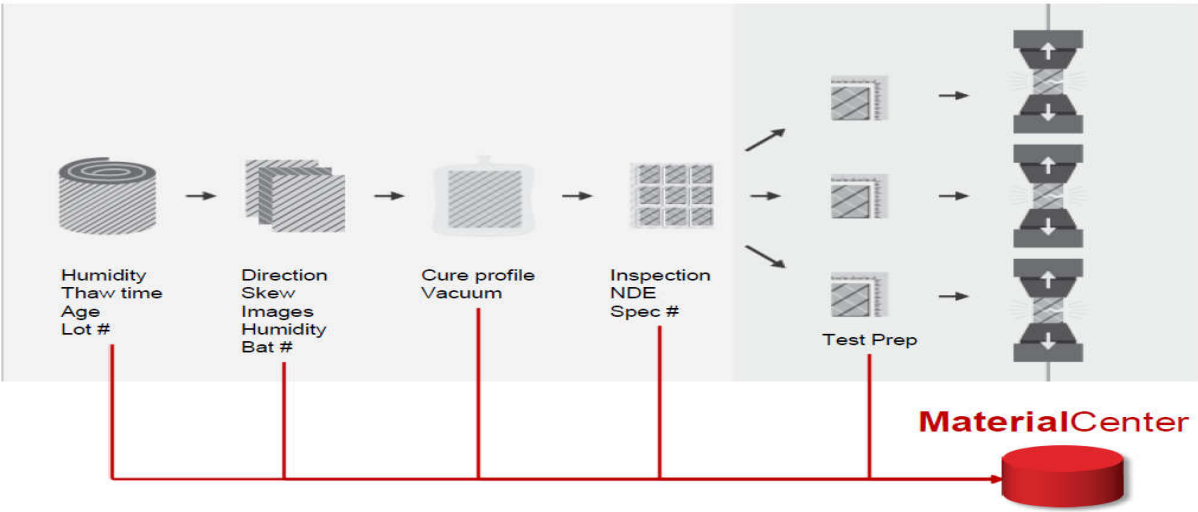 Humidity
Thaw time
Age
Lot #
Direction
Skew
Images
Humidity
Bat #
Cure profile
Vacuum
Inspection
NDE
Spec #
Test Prep
MaterialCenter